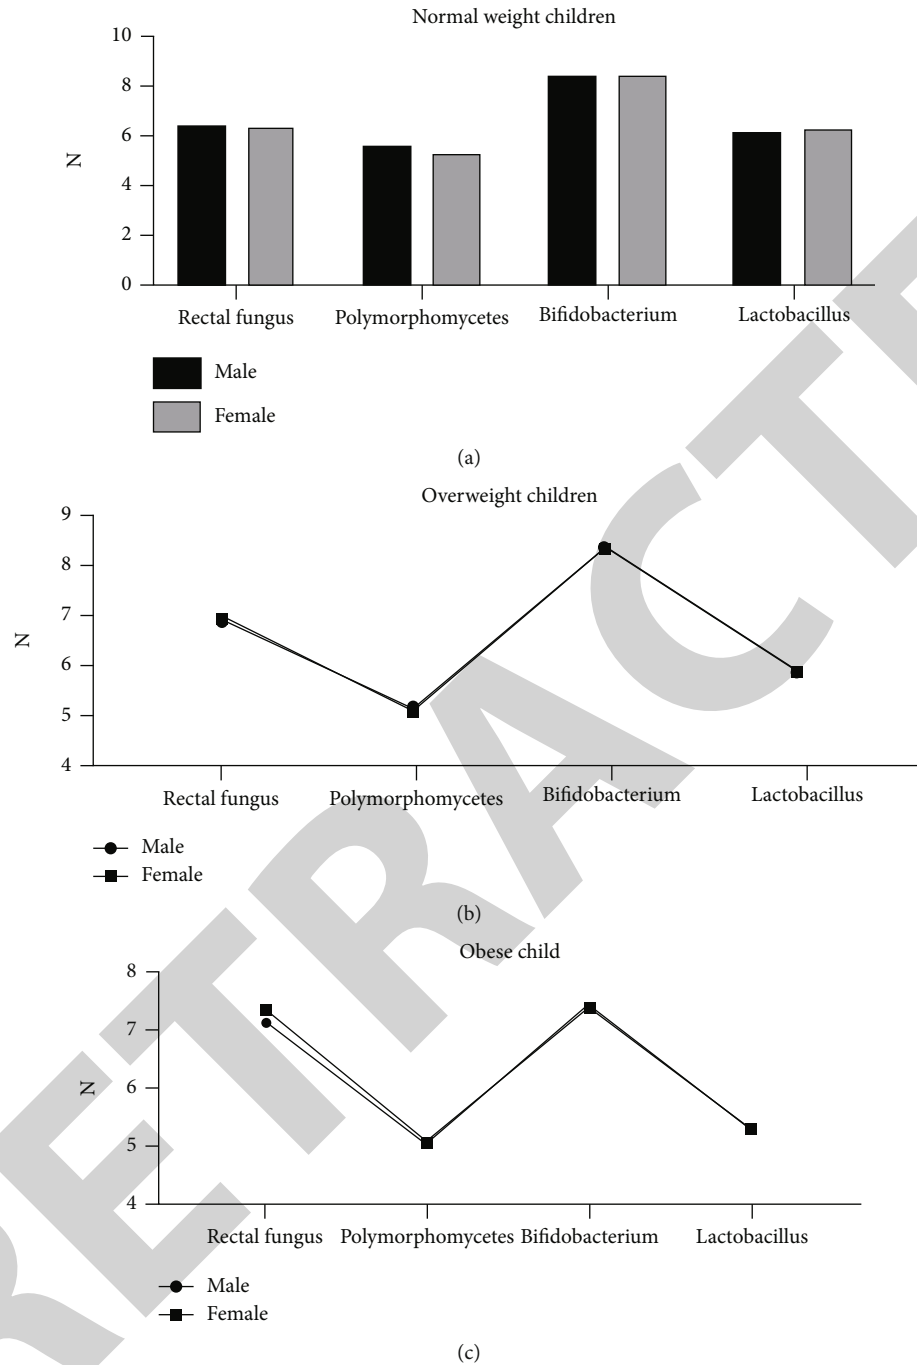 Normal weight children
10
8
6
4
2
0
N
Rectal fungus Polymorphomycetes Bifidobacterium Lactobacillus
Male
Female
(a)
Overweight children
9
8
7
6
5
4
N
Rectal fungus Polymorphomycetes Bifidobacterium Lactobacillus
Male
Female
(b)
Obese child
8
7
6
5
4
N
Rectal fungus Polymorphomycetes Bifidobacterium Lactobacillus
Male
Female
(c)
RETRACTE